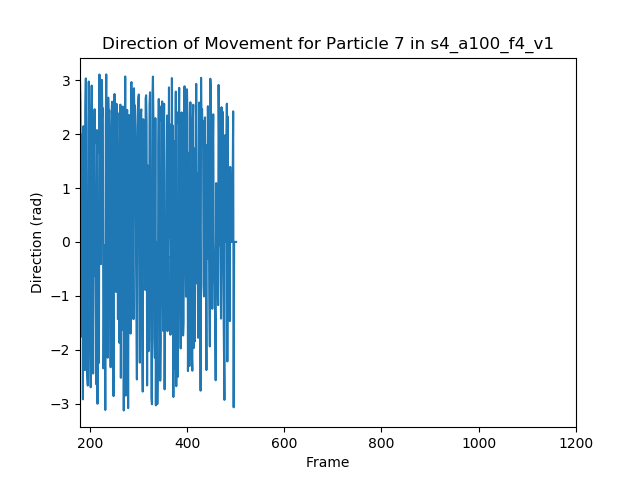 Direction of Movement for Particle 7 in s4_a100_f4_v1
3
2
1
0
−1
−2
−3
Direction (rad)
200 400 600 800 1000 1200
Frame